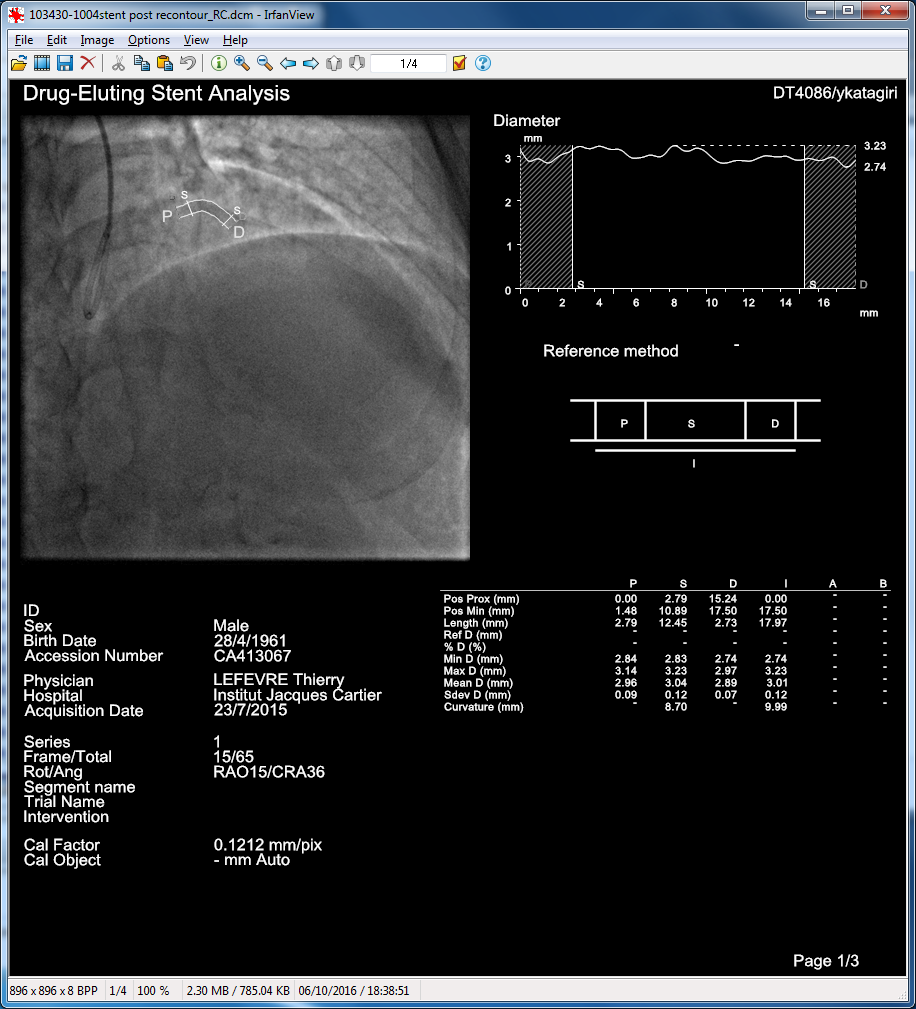 103430-1004stent post recontour_RC.dcm - IrfanView
File Edit Image Options View Help
1/4
Drug-Eluting Stent Analysis
DT4086/ykatagiri
S
P
S
D
Diameter
mm
3
2
1
0
3.23
2.74
S S D
0 2 4 6 8 10 12 14 16
mm
Reference method -
P S D
I
P S D I A B
Pos Prox (mm) 0.00 2.79 15.24 0.00 - -
Pos Min (mm) 1.48 10.89 17.50 17.50 - -
Length (mm) 2.79 12.45 2.73 17.97 - -
Ref D (mm) - - - - - -
% D (%) - - - - - -
Min D (mm) 2.84 2.83 2.74 2.74 - -
Max D (mm) 3.14 3.23 2.97 3.23 - -
Mean D (mm) 2.96 3.04 2.89 3.01 - -
Sdev D (mm) 0.09 0.12 0.07 0.12 - -
Curvature (mm) - 8.70 - 9.99 - -
ID
Sex Male
Birth Date 28/4/1961
Accession Number CA413067
Physician LEFEVRE Thierry
Hospital Institut Jacques Cartier
Acquisition Date 23/7/2015
Series 1
Frame/Total 15/65
Rot/Ang RAO15/CRA36
Segment name
Trial Name
Intervention
Cal Factor 0.1212 mm/pix
Cal Object - mm Auto
Page 1/3
896 x 896 x 8 BPP 1/4 100 % 2.30 MB / 785.04 KB 06/10/2016 / 18:38:51